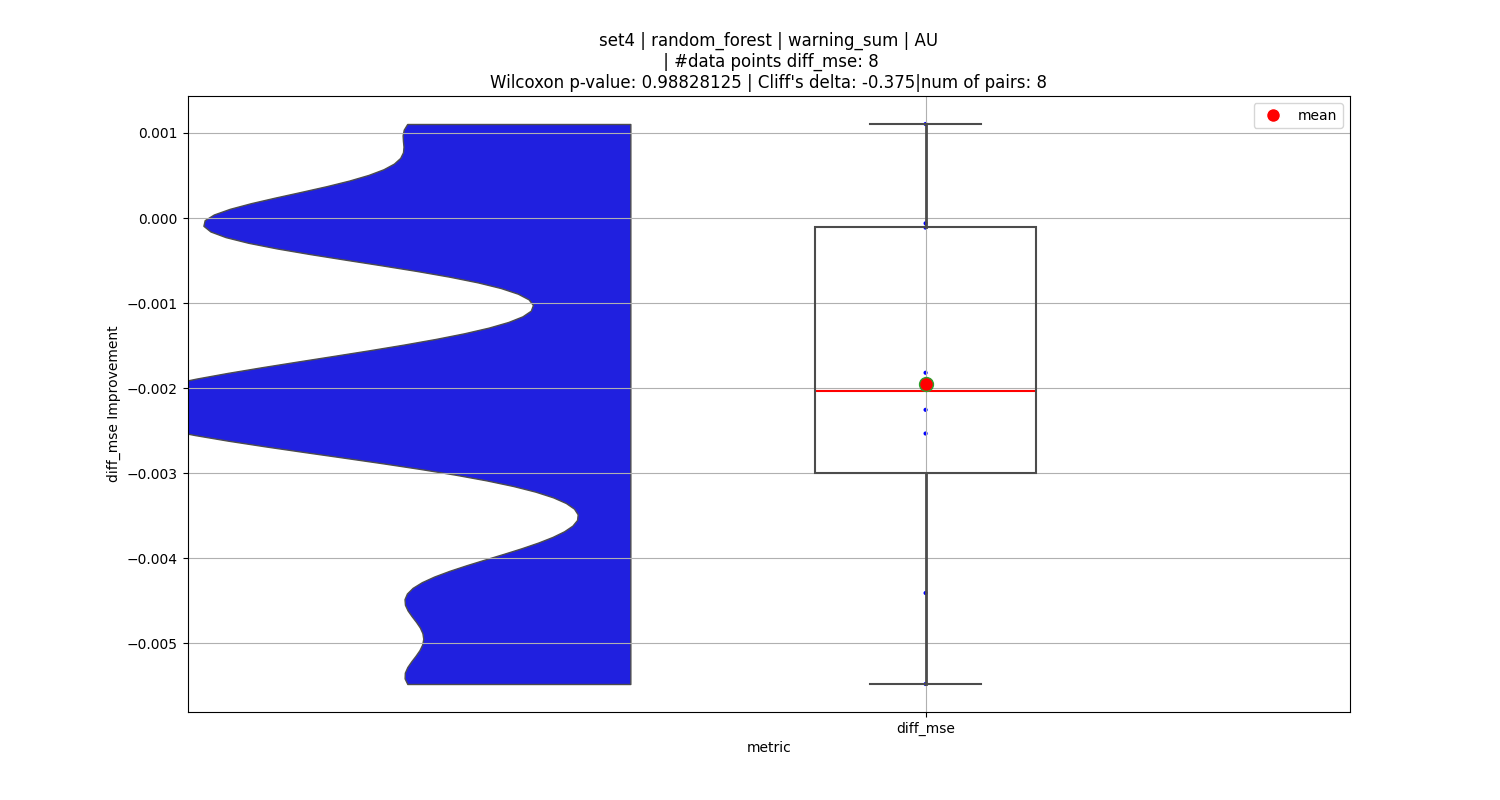 set4 | random_forest | warning_sum | AU
| #data points diff_mse: 8
Wilcoxon p-value: 0.98828125 | Cliff's delta: -0.375|num of pairs: 8
mean
0.001
0.000
−0.001
−0.002
−0.003
−0.004
−0.005
diff_mse Improvement
diff_mse
metric